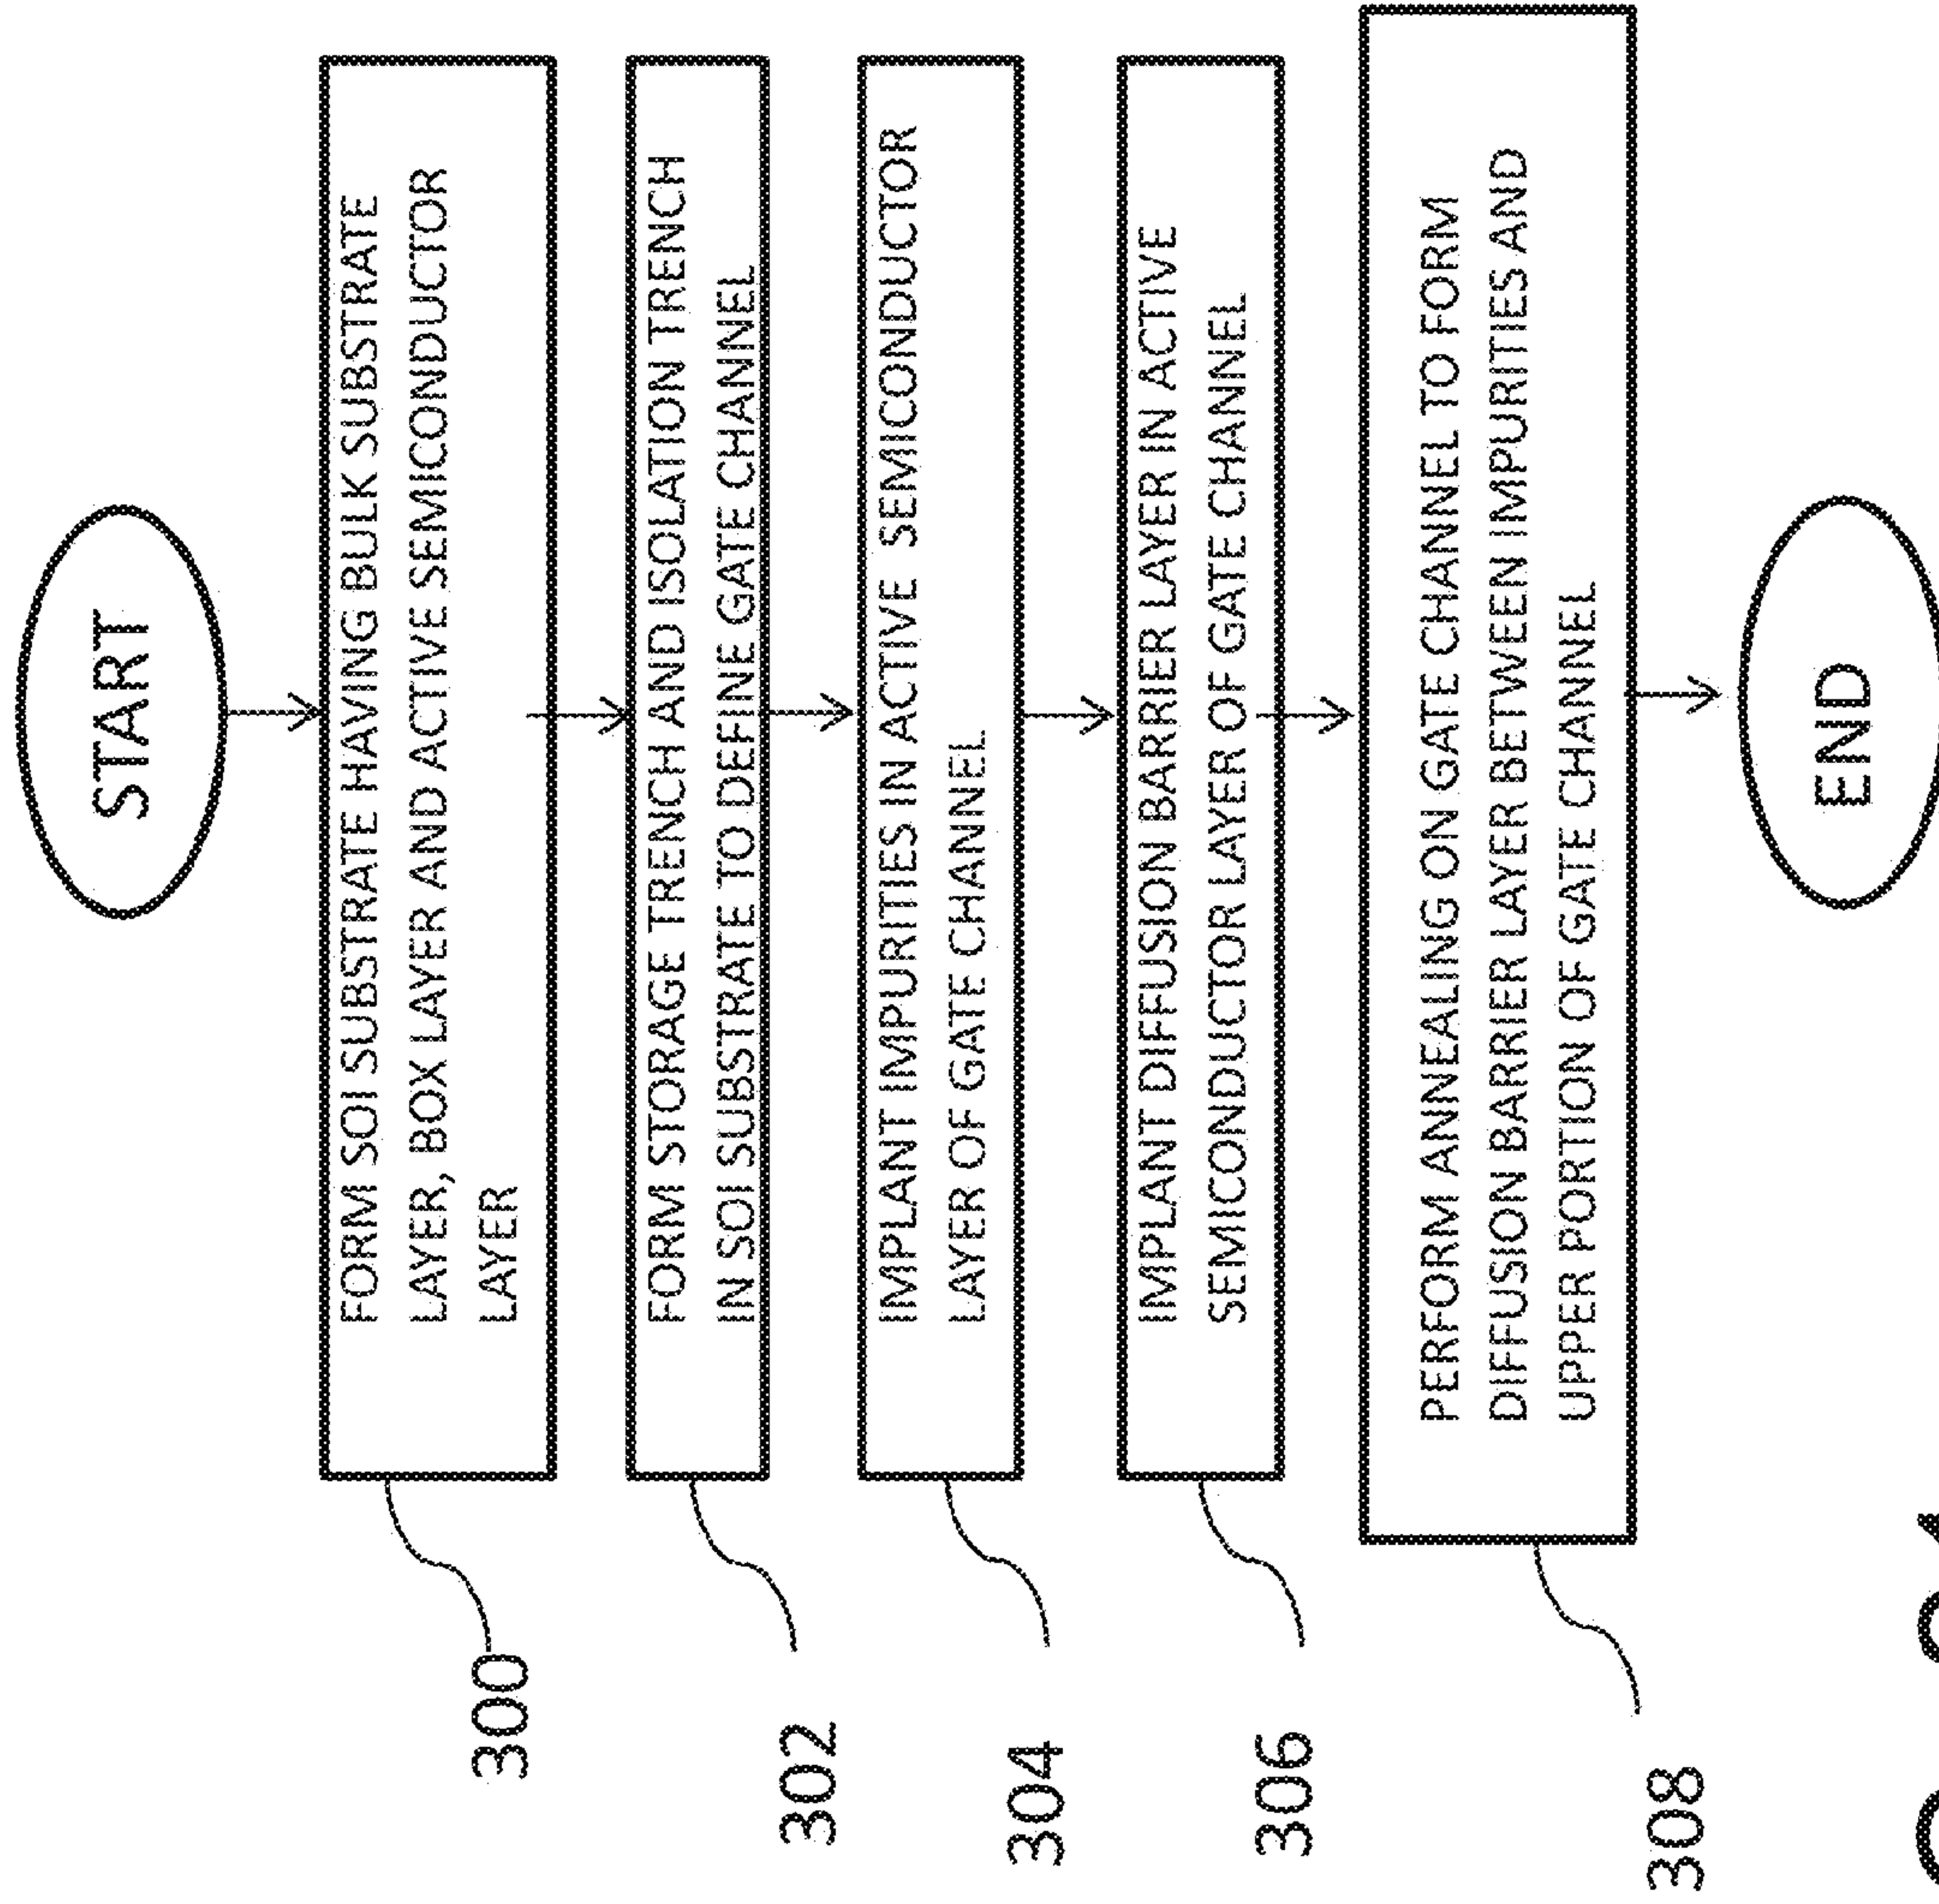 START
FORM SOI SUBSTRATE HAVING BULK SUBSTRATE
LAYER, BOX LAYER AND ACTIVE SEMICONDUCTOR
LAYER
300
FORM STORAGE TRENCH AND ISOLATION TRENCH
IN SOI SUBSTRATE TO DEFINE GATE CHANNEL
302
IMPLANT IMPURITIES IN ACTIVE SEMICONDUCTOR
LAYER OF GATE CHANNEL
304
IMPLANT DIFFUSION BARRIER LAYER IN ACTIVE
SEMICONDUCTOR LAYER OF GATE CHANNEL
306
PERFORM ANNEALING ON GATE CHANNEL TO FORM
DIFFUSION BARRIER LAYER BETWEEN IMPURITIES AND
UPPER PORTION OF GATE CHANNEL
308
END